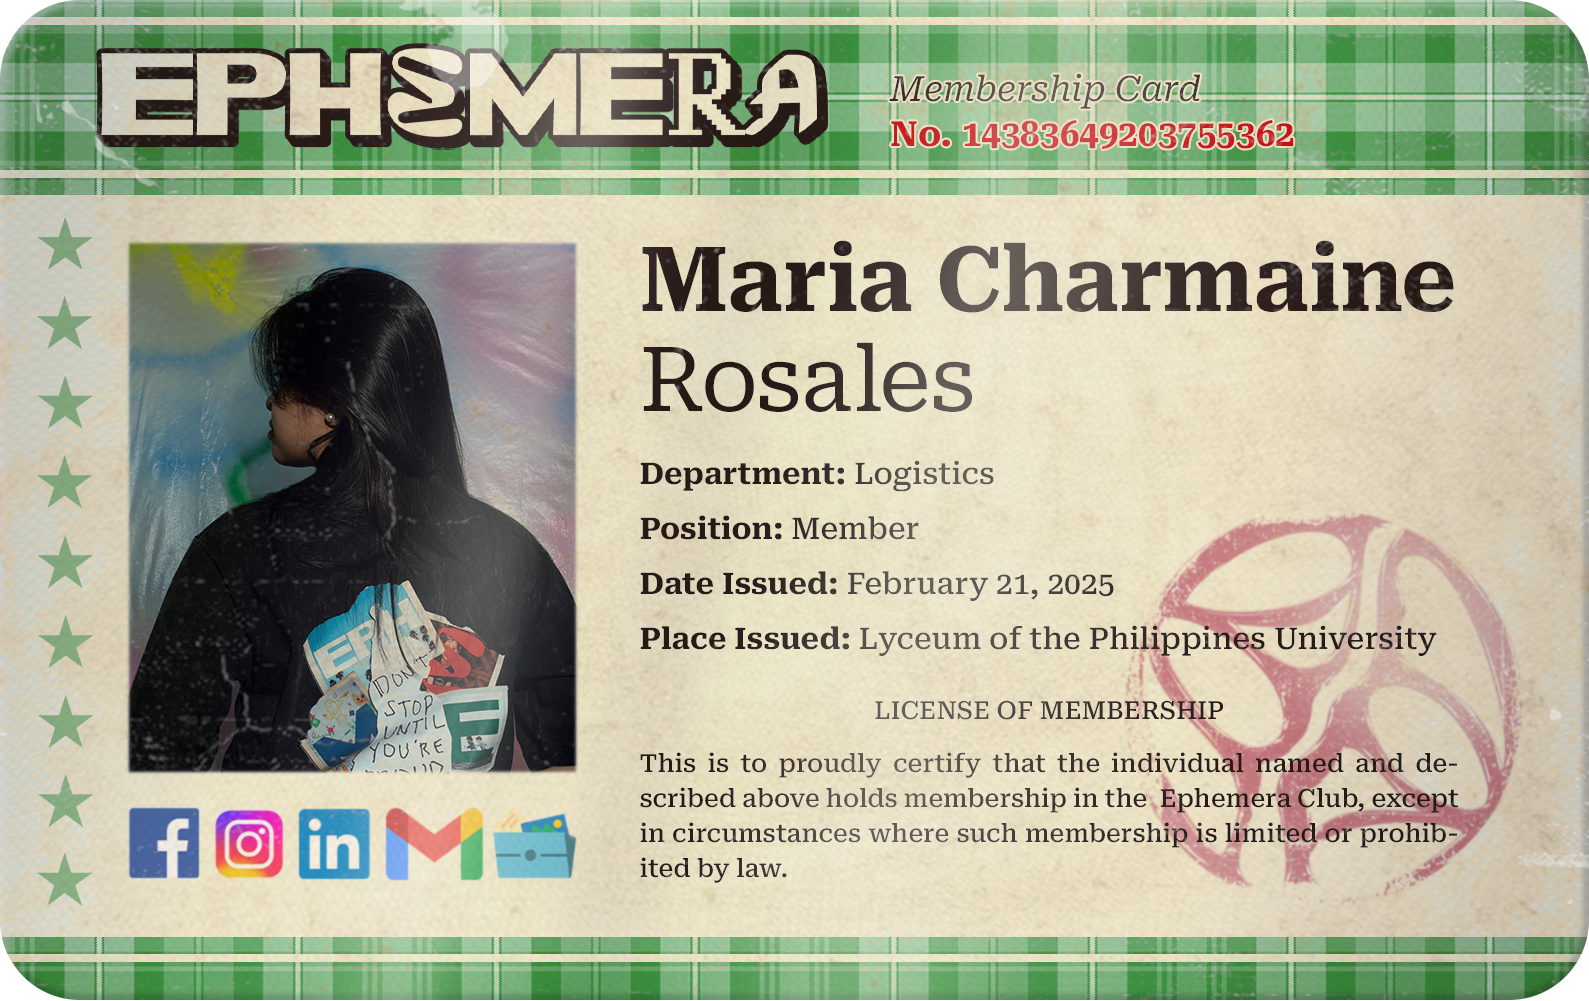 EPHEMERA
Membership Card
No. 14383649203755362
Maria Charmaine
Rosales
Department: Logistics
Position: Member
Date Issued: February 21, 2025
Place Issued: Lyceum of the Philippines University
LICENSE OF MEMBERSHIP
This is to proudly certify that the individual named and de-
scribed above holds membership in the Ephemera Club, except
in circumstances where such membership is limited or prohib-
ited by law.
EPH
DON'T
STOP
UNTIL
YOU'RE
E
f
in